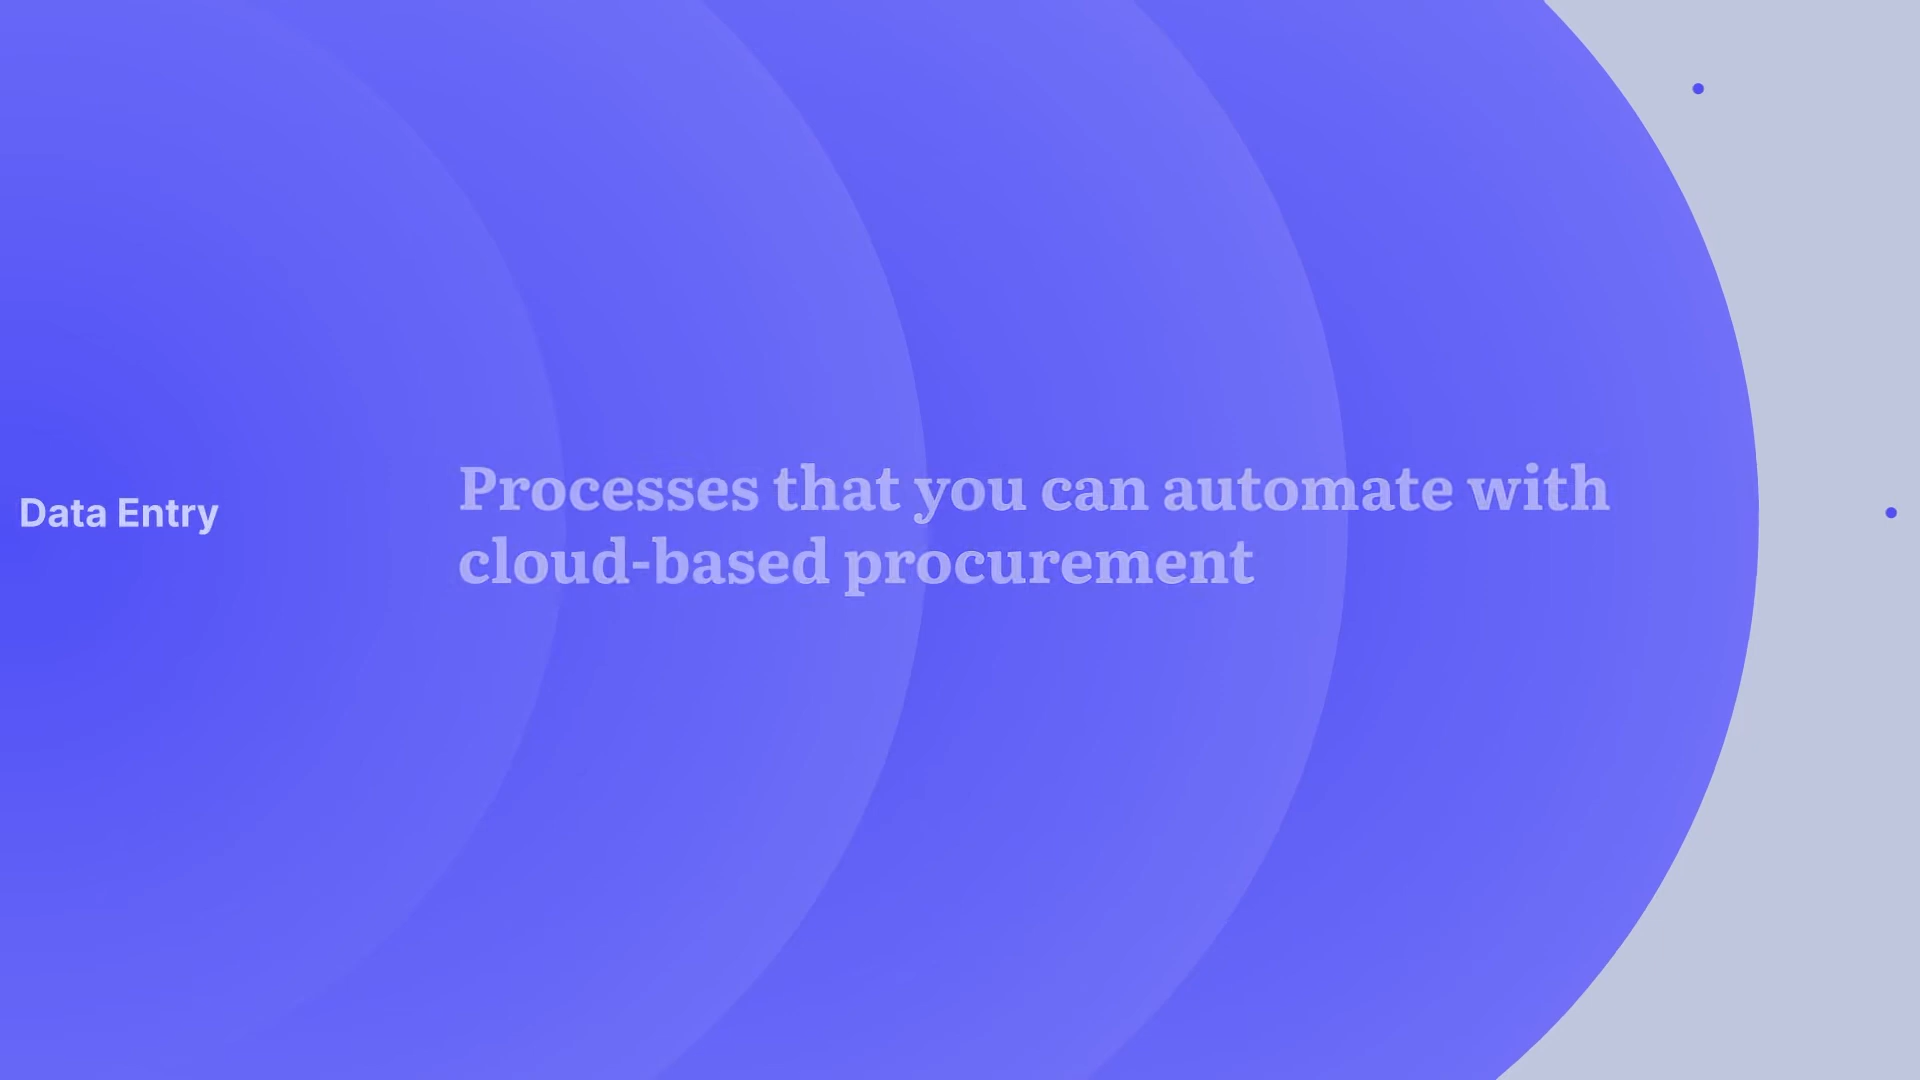 Data Entry
Processes that you can automate with
cloud-based procurement